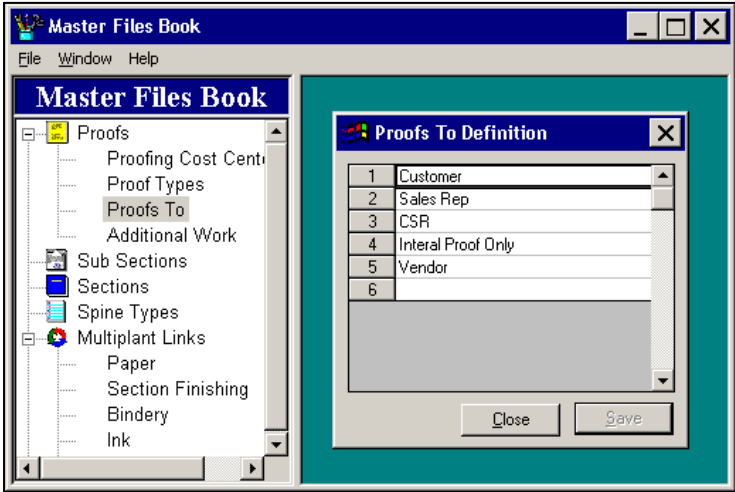 Master Files Book
File Window Help
Master Files Book
Proofs
Proofing Cost Cent
Proof Types
Proofs To
Additional Work
Sub Sections
Sections
Spine Types
Multiplant Links
Paper
Section Finishing
Bindery
Ink
Proofs To Definition
1 Customer
2 Sales Rep
3 CSR
4 Interal Proof Only
5 Vendor
6
Close Save